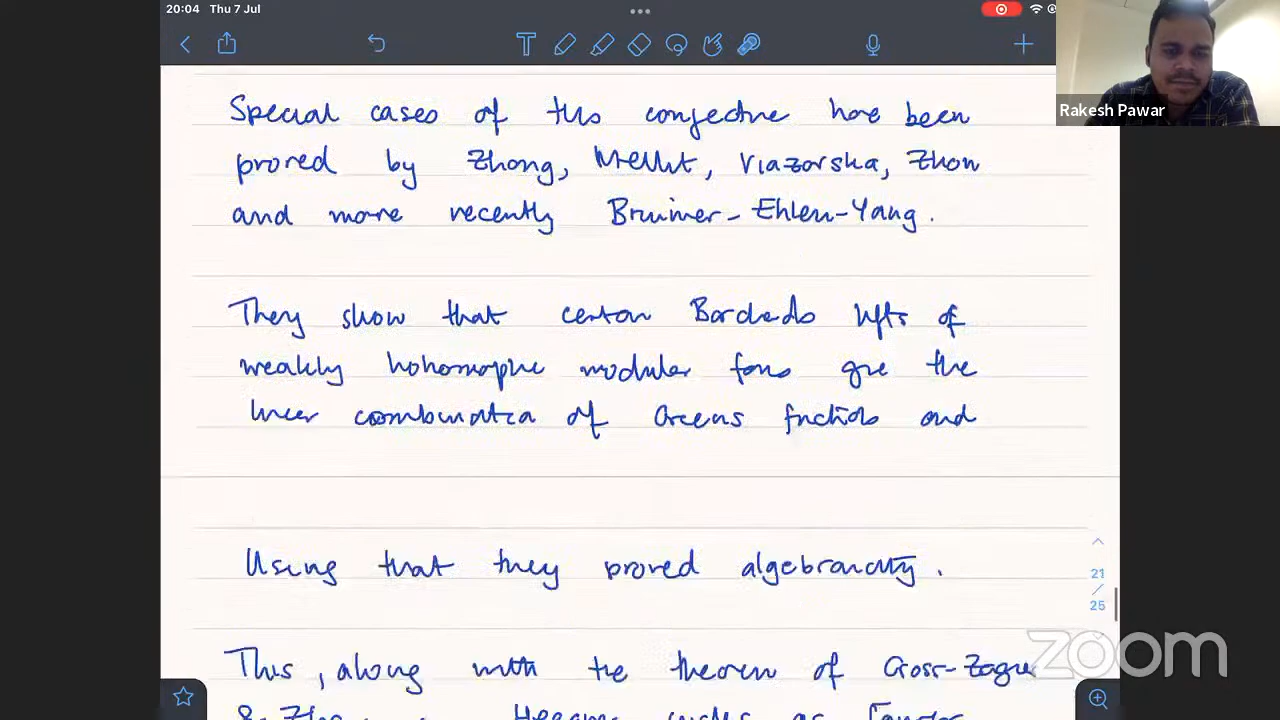 20:04 Thu 7 Jul
Rakesh Pawar
Special cases of this conjecture have been
proved by Zhang, Mellit, Viazovska, Zhou
and more recently Bruinier-Ehlen-Yang.
They show that certain Borcherds lifts of
weakly holomorphic modular forms give the
linear combination of Greens functions and
Using that they proved algebraicity.
21
/
25
This, along with the theorem of Gross-Zagier
zoom